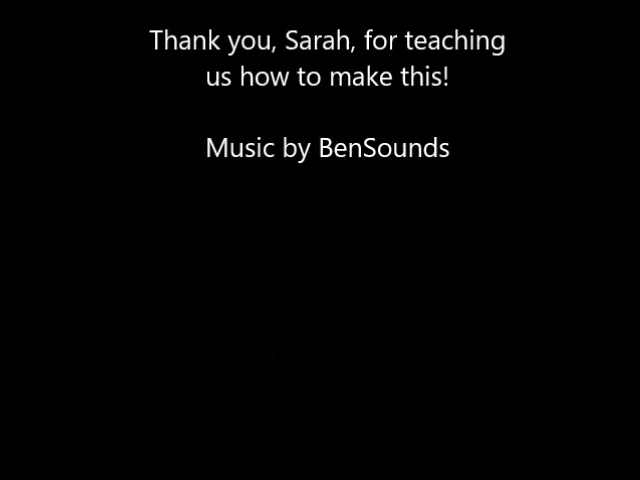 Thank you, Sarah, for teaching
us how to make this!
Music by BenSounds